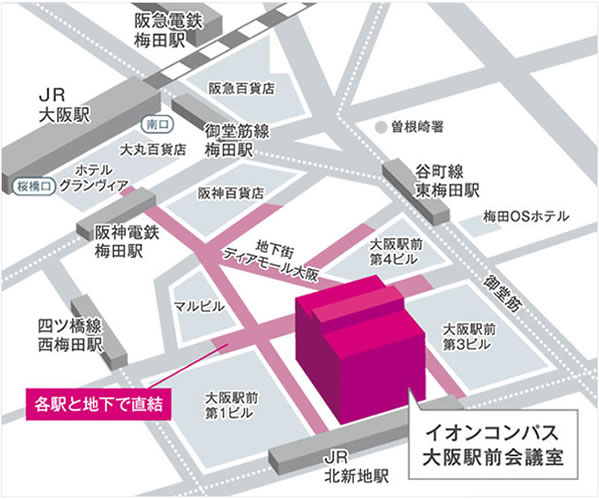 阪急電鉄
梅田駅
JR
大阪駅
阪急百貨店
南口
御堂筋線
梅田駅
曽根崎署
大丸百貨店
ホテル
グランヴィア
桜橋口
谷町線
東梅田駅
阪神百貨店
阪神電鉄
梅田駅
梅田OSホテル
地下街
ディアモール大阪
大阪駅前
第4ビル
御堂筋
マルビル
四ツ橋線
西梅田駅
大阪駅前
第3ビル
各駅と地下で直結
大阪駅前
第1ビル
イオンコンパス
大阪駅前会議室
JR
北新地駅